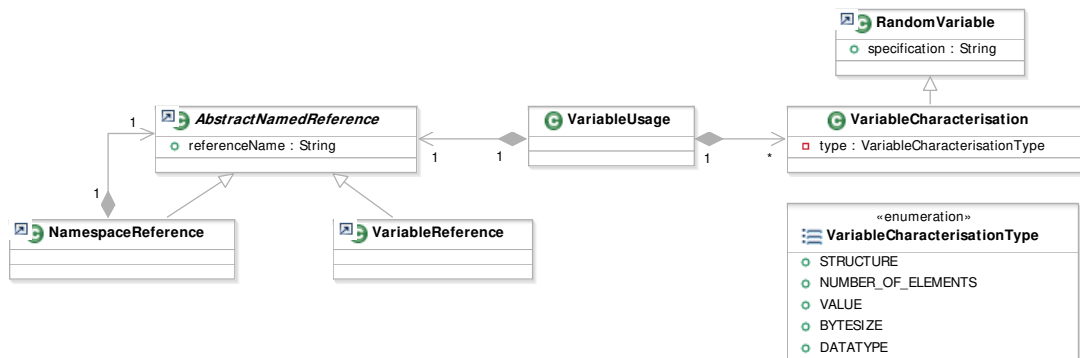 RandomVariable
specification : String
AbstractNamedReference
referenceName : String
VariableUsage
VariableCharacterisation
type : VariableCharacterisationType
1
1
1
1
1
*
NamespaceReference
VariableReference
«enumeration»
VariableCharacterisationType
STRUCTURE
NUMBER_OF_ELEMENTS
VALUE
BYTESIZE
DATATYPE